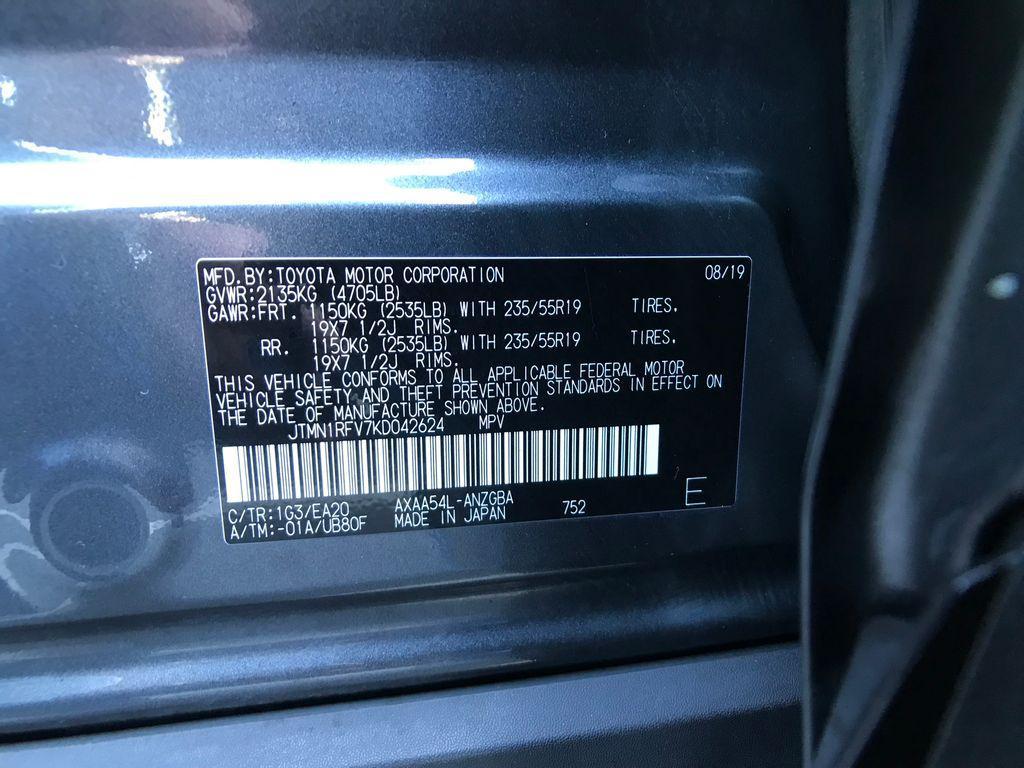 MFD. BY: TOYOTA MOTOR CORPORATION 08/19
GVWR: 2135KG (4705LB)
GAWR: FRT. 1150KG (2535LB) WITH 235/55R19 TIRES.
19X7 1/2J RIMS.
RR. 1150KG (2535LB) WITH 235/55R19 TIRES.
19X7 1/2J RIMS.
THIS VEHICLE CONFORMS TO ALL APPLICABLE FEDERAL MOTOR
VEHICLE SAFETY AND THEFT PREVENTION STANDARDS IN EFFECT ON
THE DATE OF MANUFACTURE SHOWN ABOVE.
JTMN1RFV7KD042624 MPV
C/TR: 1G3/EA20 AXAA54L-ANZGBA
A/TM: -01A/UB80F MADE IN JAPAN 752 E